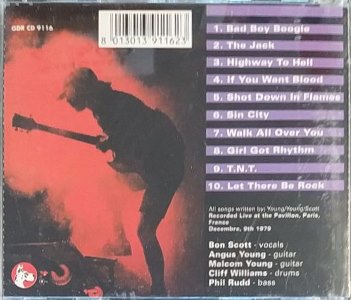 GDR CD 9116
8 013013 911623
1. Bad Boy Boogie
2. The Jack
3. Highway To Hell
4. If You Want Blood
5. Shot Down In Flames
6. Sin City
7. Walk All Over You
8. Girl Got Rhythm
9. T.N.T.
10. Let There Be Rock
All songs written by: Young/Young/Scott
Recorded Live at the Pavillon, Paris,
France
Decembre, 9th 1979
Bon Scott - vocals
Angus Young - guitar
Malcom Young - guitar
Cliff Williams - drums
Phil Rudd - bass